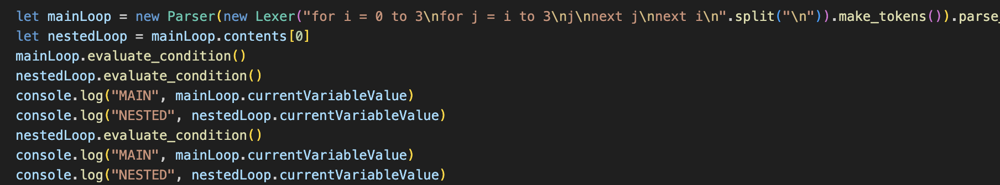 let mainLoop = new Parser(new Lexer("for i = 0 to 3\nfor j = i to 3\nj\nnext j\nnext i\n".split("\n")).make_tokens()).parse_
let nestedLoop = mainLoop.contents[0]
mainLoop.evaluate_condition()
nestedLoop.evaluate_condition()
console.log("MAIN", mainLoop.currentVariableValue)
console.log("NESTED", nestedLoop.currentVariableValue)
nestedLoop.evaluate_condition()
console.log("MAIN", mainLoop.currentVariableValue)
console.log("NESTED", nestedLoop.currentVariableValue)